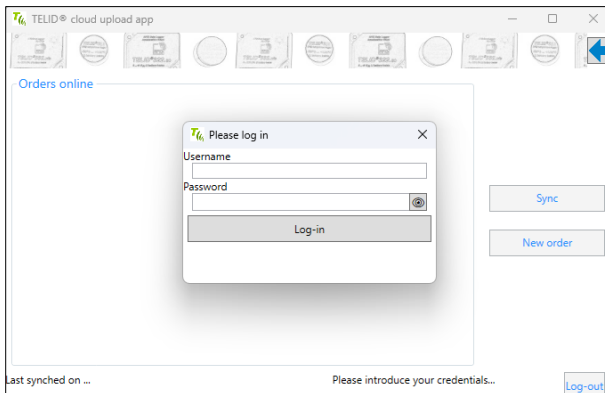 TELID® cloud upload app
Orders online
Please log in
Username
Password
Log-in
Sync
New order
Last synched on ...
Please introduce your credentials...
Log-out